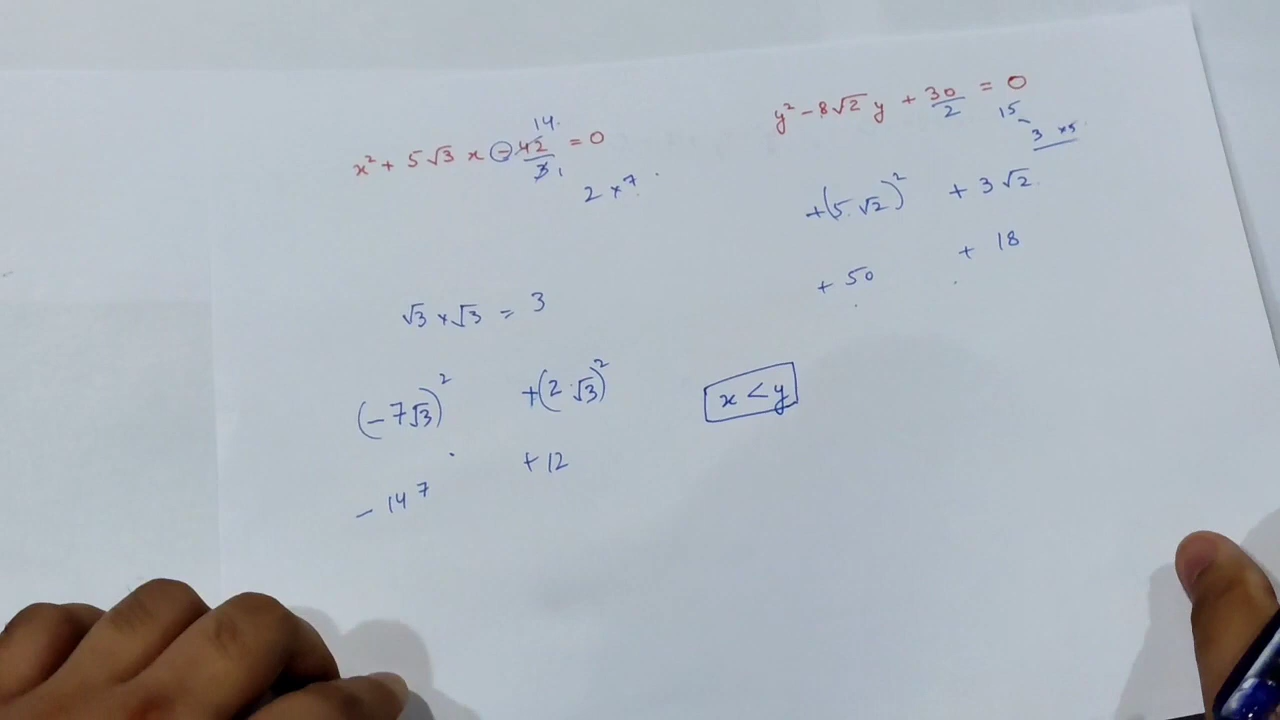 x² + 5√3 x - 42/3 = 0
14
1
2 × 7
√3 × √3 = 3
(-7√3)² +(2·√3)²
- 147 +12
x < y
y² - 8√2 y + 30/2 = 0
15
3 × 5
+(5·√2)² + 3√2
+ 50 + 18